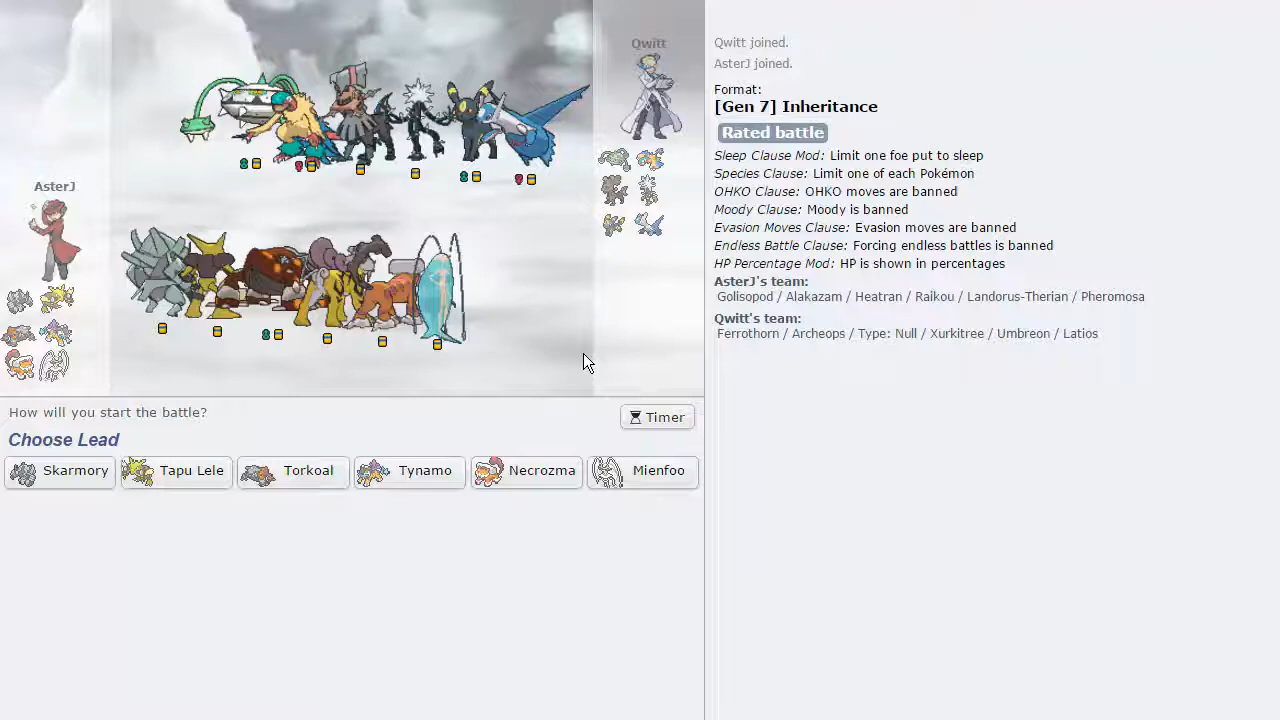 Qwitt
AsterJ
How will you start the battle?
Timer
Choose Lead
Skarmory
Tapu Lele
Torkoal
Tynamo
Necrozma
Mienfoo
Qwitt joined.
AsterJ joined.
Format:
[Gen 7] Inheritance
Rated battle
Sleep Clause Mod: Limit one foe put to sleep
Species Clause: Limit one of each Pokémon
OHKO Clause: OHKO moves are banned
Moody Clause: Moody is banned
Evasion Moves Clause: Evasion moves are banned
Endless Battle Clause: Forcing endless battles is banned
HP Percentage Mod: HP is shown in percentages
AsterJ's team:
Golisopod / Alakazam / Heatran / Raikou / Landorus-Therian / Pheromosa
Qwitt's team:
Ferrothorn / Archeops / Type: Null / Xurkitree / Umbreon / Latios